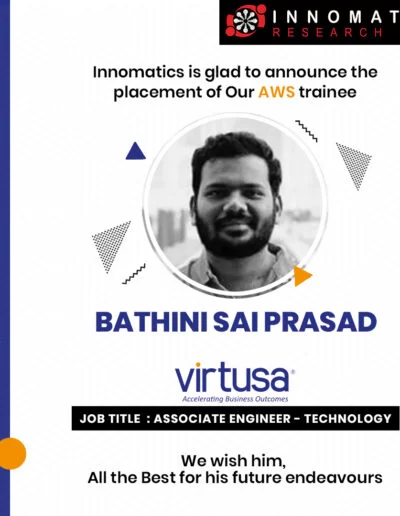 INNOMAT
RESEARCH
Innomatics is glad to announce the
placement of Our AWS trainee
BATHINI SAI PRASAD
virtusa®
Accelerating Business Outcomes
JOB TITLE : ASSOCIATE ENGINEER - TECHNOLOGY
We wish him,
All the Best for his future endeavours